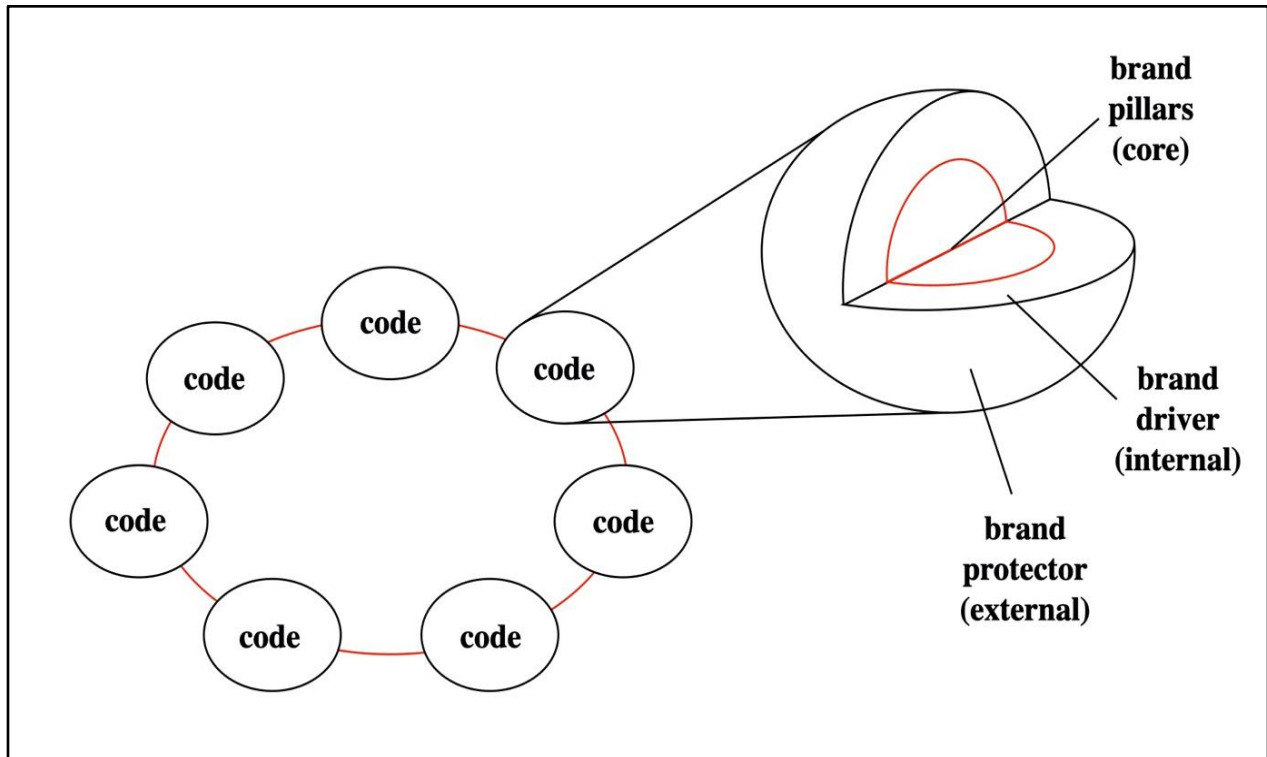 brand
pillars
(core)
code
code
code
code
code
code
code
brand
driver
(internal)
brand
protector
(external)